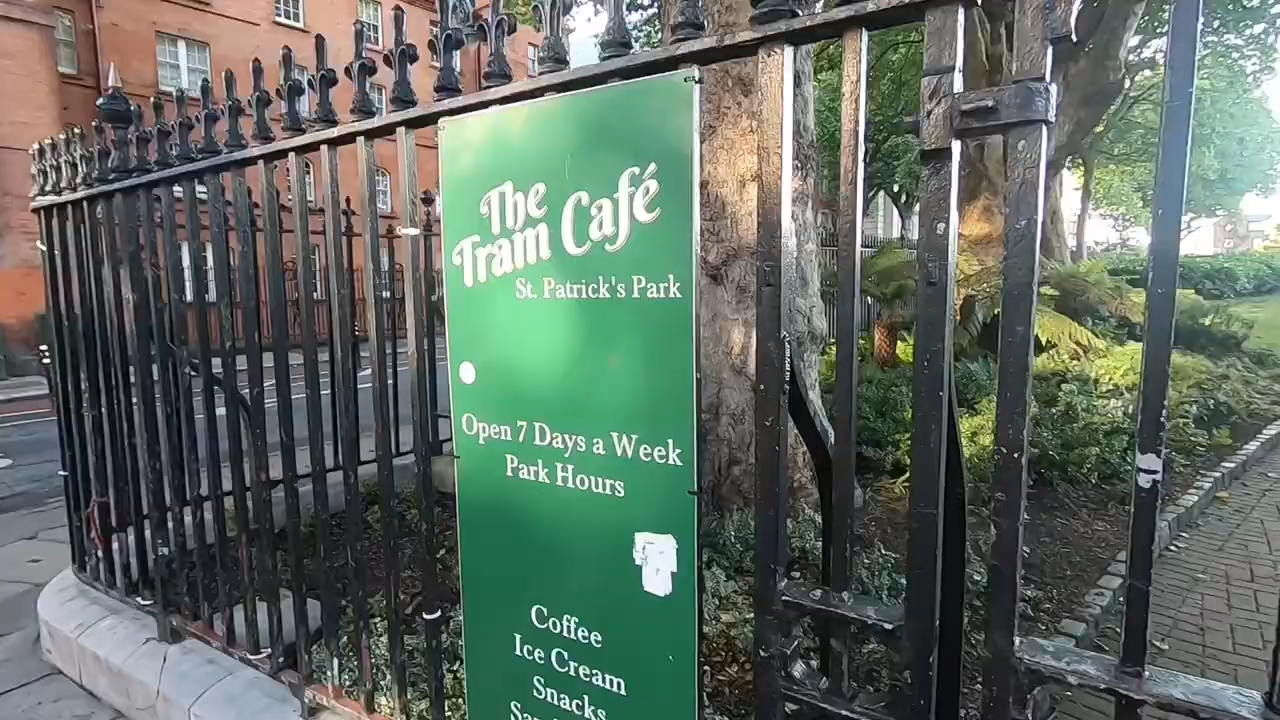 The
Tram Café
St. Patrick's Park
Open 7 Days a Week
Park Hours
Coffee
Ice Cream
Snacks